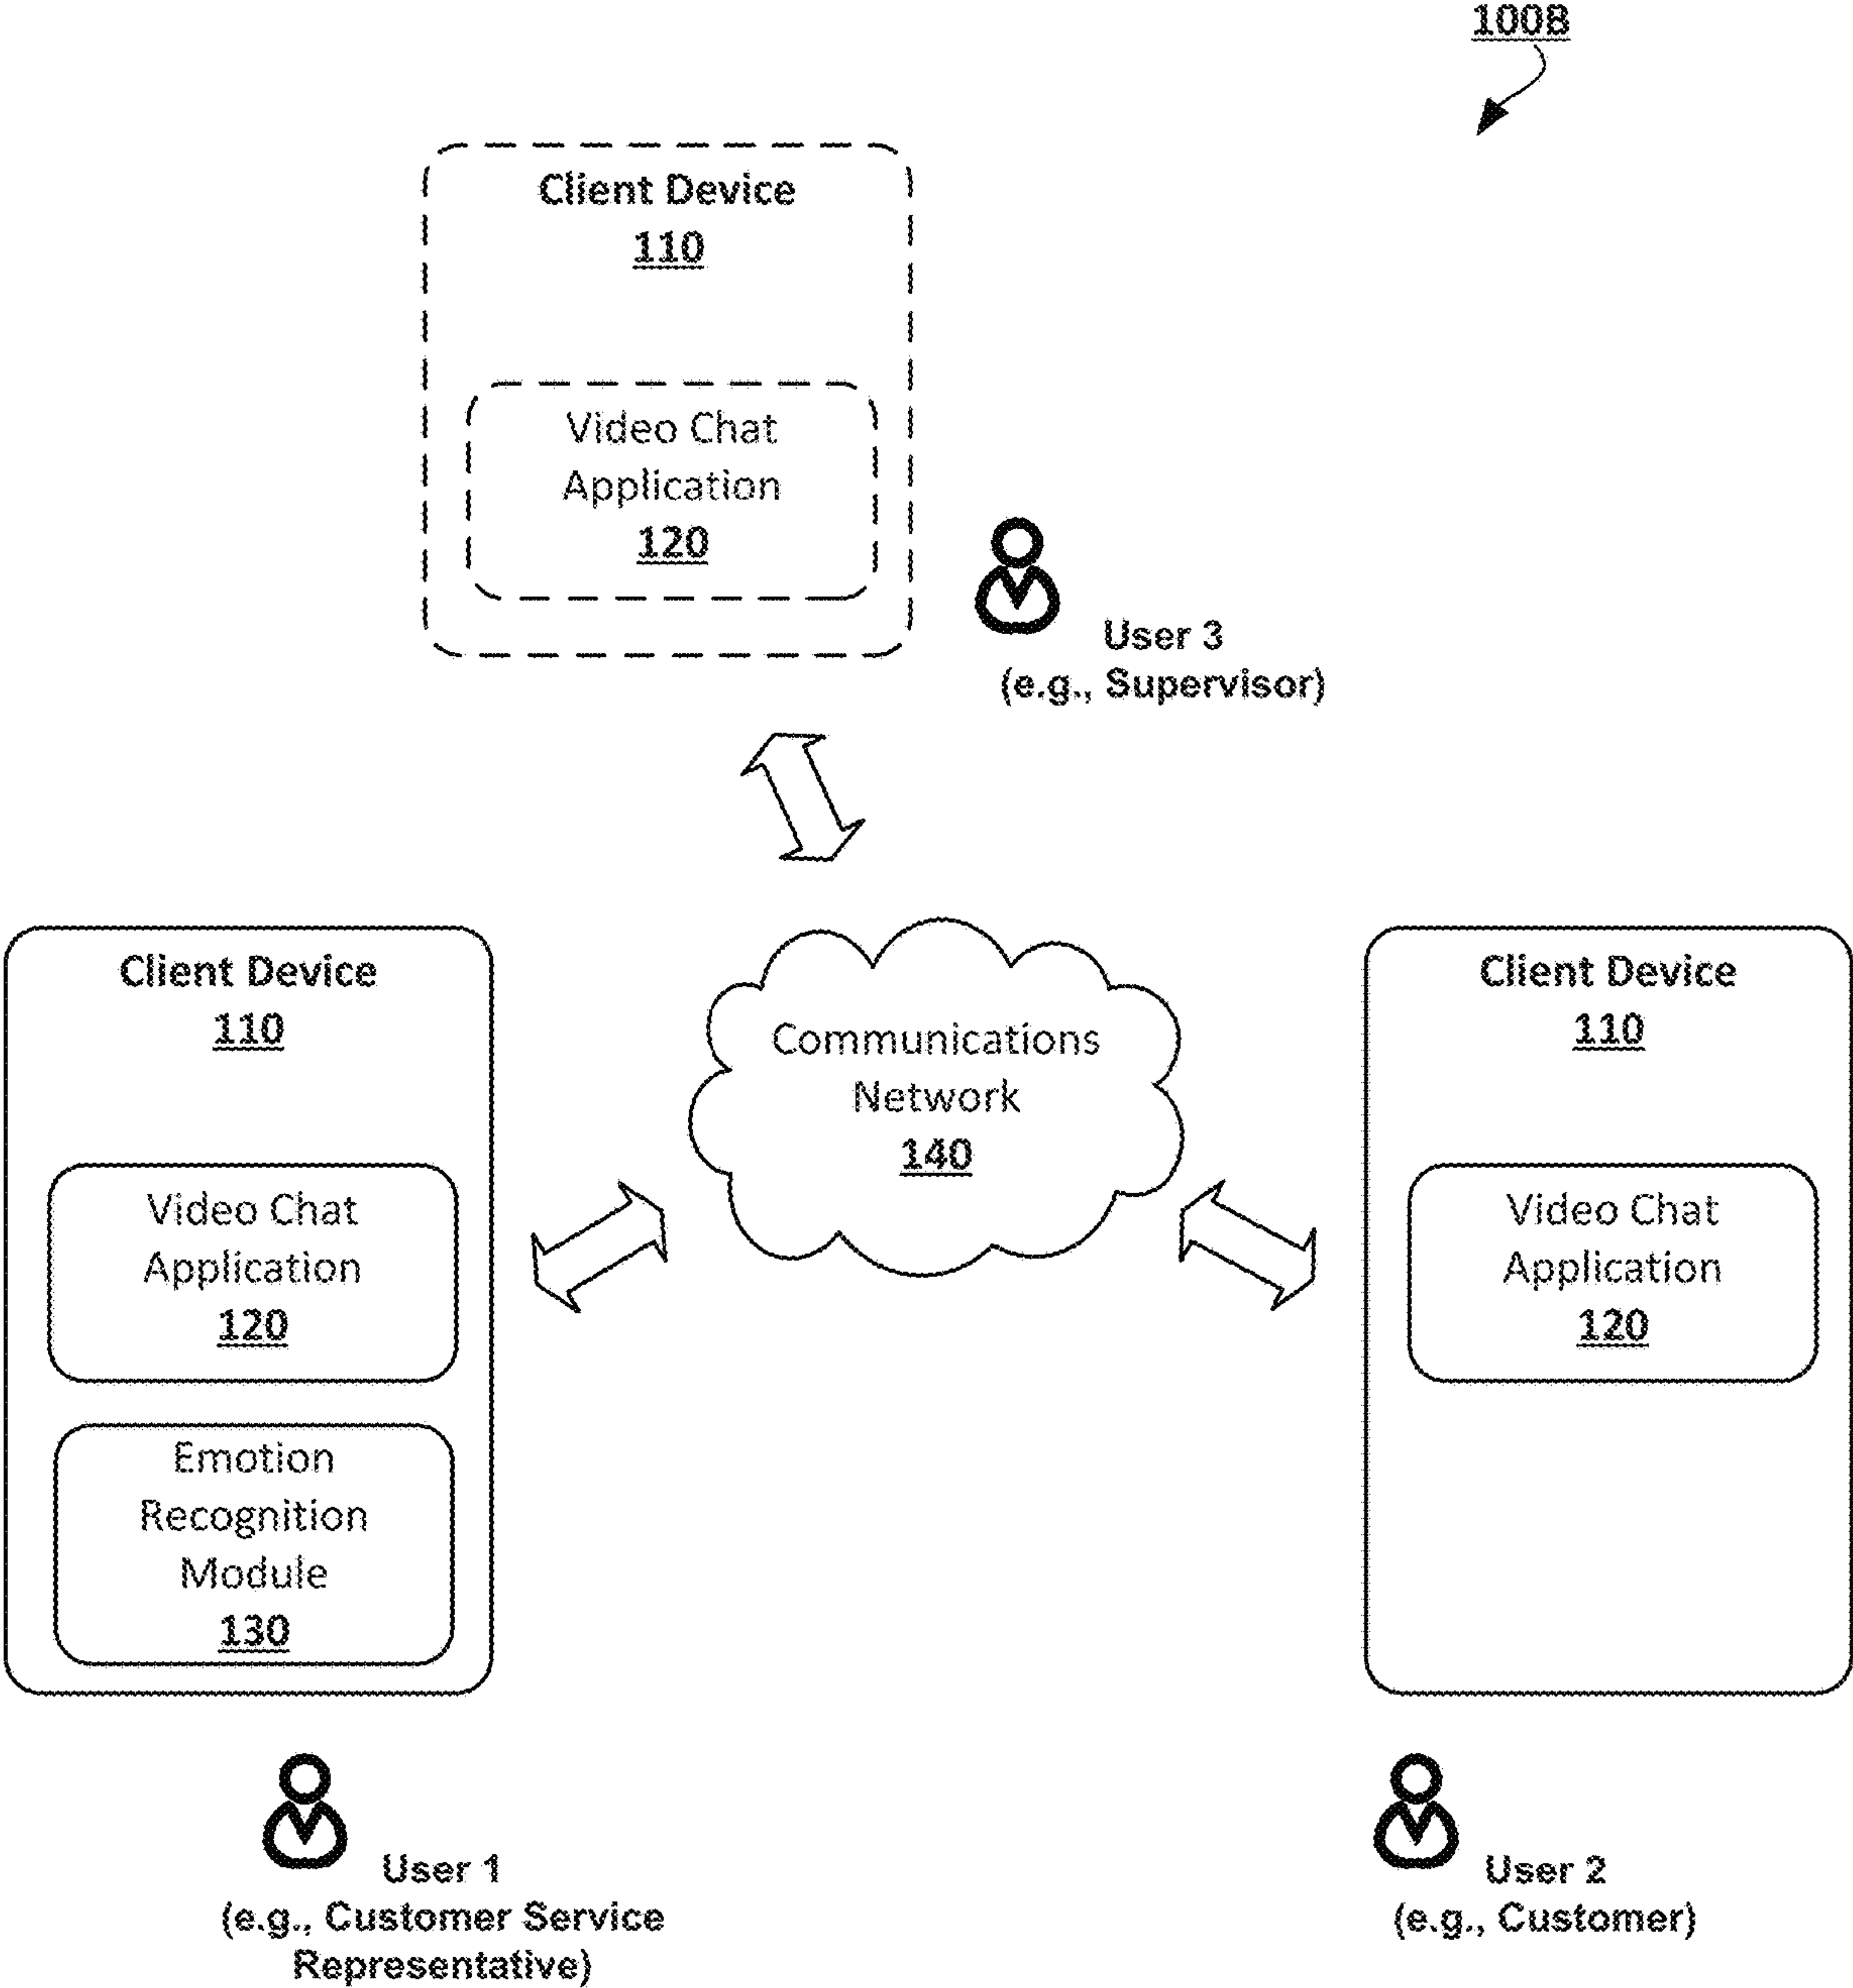 100B
Client Device
110
Video Chat
Application
120
User 3
(e.g., Supervisor)
Client Device
110
Video Chat
Application
120
Emotion
Recognition
Module
130
Communications
Network
140
Client Device
110
Video Chat
Application
120
User 1
(e.g., Customer Service
Representative)
User 2
(e.g., Customer)